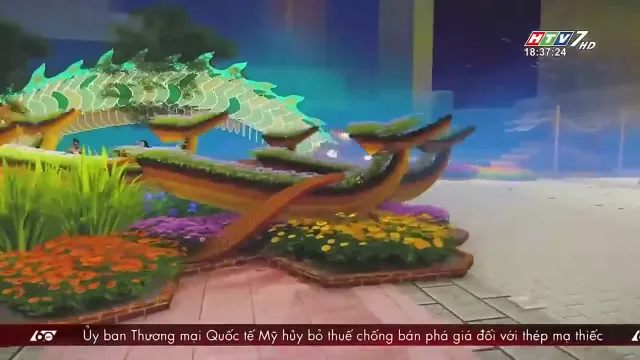 HTV7 HD
18:37:24
60 Ủy ban Thương mại Quốc tế Mỹ hủy bỏ thuế chống bán phá giá đối với thép mạ thiếc